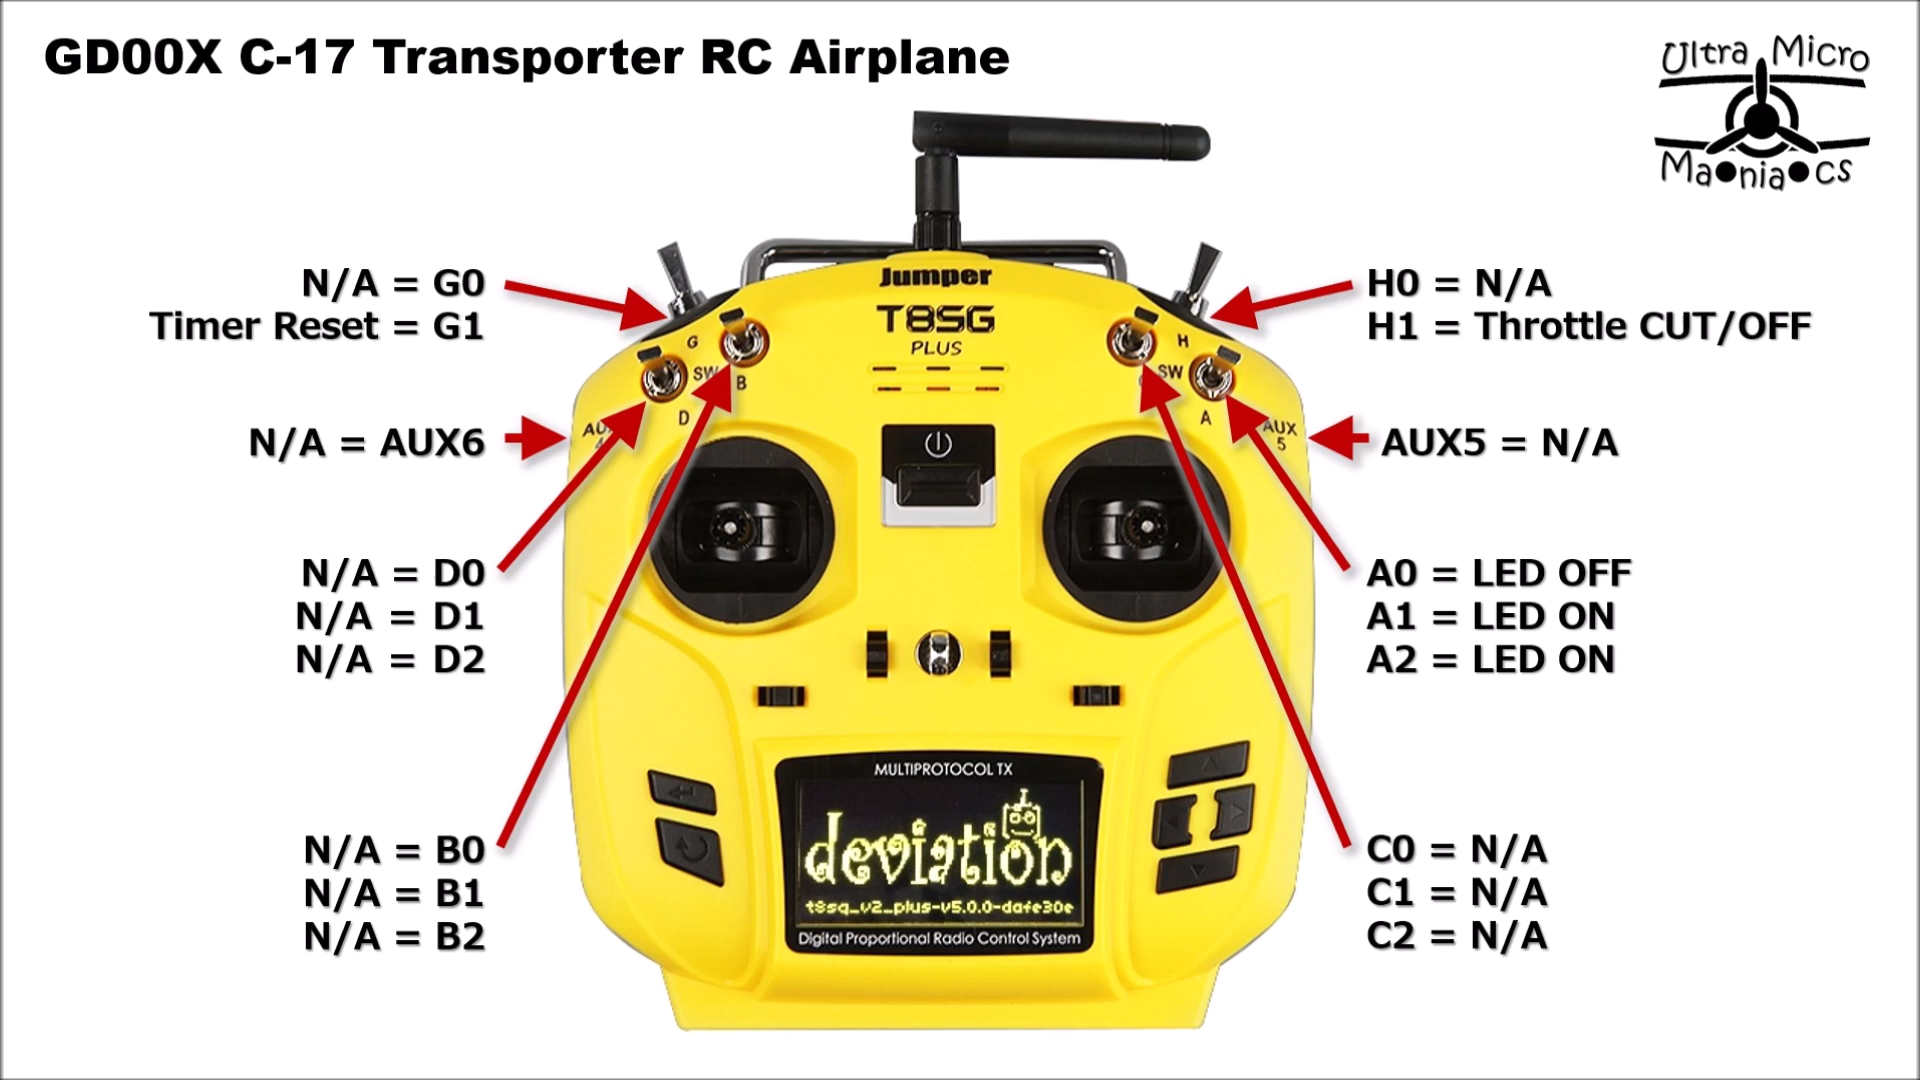 GD00X C-17 Transporter RC Airplane
Ultra Micro
Maniacs
N/A = G0
Timer Reset = G1
H0 = N/A
H1 = Throttle CUT/OFF
Jumper
T8SG
PLUS
G
SW
B
D
H
SW
A
AUX
5
N/A = AUX6
AUX5 = N/A
N/A = D0
N/A = D1
N/A = D2
A0 = LED OFF
A1 = LED ON
A2 = LED ON
MULTIPROTOCOL TX
deviation
t8sg_v2_plus-v5.0.0-dafe30e
Digital Proportional Radio Control System
N/A = B0
N/A = B1
N/A = B2
C0 = N/A
C1 = N/A
C2 = N/A